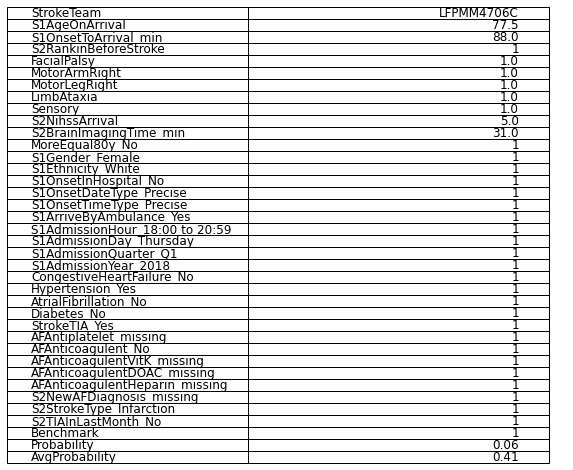 StrokeTeam LFPMM4706C
S1AgeOnArrival 77.5
S1OnsetToArrival_min 88.0
S2RankinBeforeStroke 1
FacialPalsy 1.0
MotorArmRight 1.0
MotorLegRight 1.0
LimbAtaxia 1.0
Sensory 1.0
S2NihssArrival 5.0
S2BrainImagingTime_min 31.0
MoreEqual80y_No 1
S1Gender_Female 1
S1Ethnicity_White 1
S1OnsetInHospital_No 1
S1OnsetDateType_Precise 1
S1OnsetTimeType_Precise 1
S1ArriveByAmbulance_Yes 1
S1AdmissionHour_18:00 to 20:59 1
S1AdmissionDay_Thursday 1
S1AdmissionQuarter_Q1 1
S1AdmissionYear_2018 1
CongestiveHeartFailure_No 1
Hypertension_Yes 1
AtrialFibrillation_No 1
Diabetes_No 1
StrokeTIA_Yes 1
AFAntiplatelet_missing 1
AFAnticoagulent_No 1
AFAnticoagulentVitK_missing 1
AFAnticoagulentDOAC_missing 1
AFAnticoagulentHeparin_missing 1
S2NewAFDiagnosis_missing 1
S2StrokeType_Infarction 1
S2TIAInLastMonth_No 1
Benchmark 1
Probability 0.06
AvgProbability 0.41